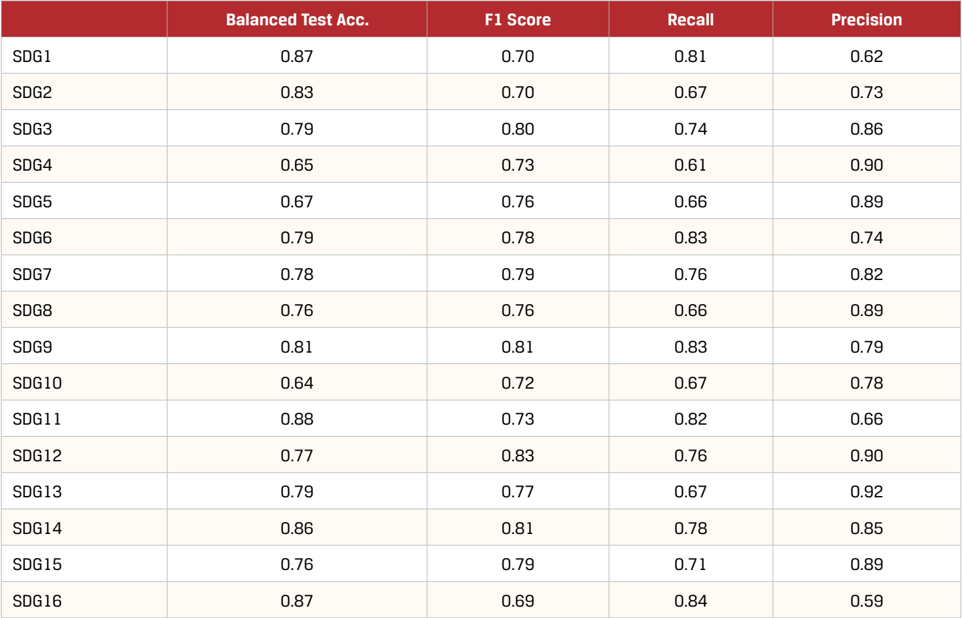 Balanced Test Acc. F1 Score Recall Precision
SDG1 0.87 0.70 0.81 0.62
SDG2 0.83 0.70 0.67 0.73
SDG3 0.79 0.80 0.74 0.86
SDG4 0.65 0.73 0.61 0.90
SDG5 0.67 0.76 0.66 0.89
SDG6 0.79 0.78 0.83 0.74
SDG7 0.78 0.79 0.76 0.82
SDG8 0.76 0.76 0.66 0.89
SDG9 0.81 0.81 0.83 0.79
SDG10 0.64 0.72 0.67 0.78
SDG11 0.88 0.73 0.82 0.66
SDG12 0.77 0.83 0.76 0.90
SDG13 0.79 0.77 0.67 0.92
SDG14 0.86 0.81 0.78 0.85
SDG15 0.76 0.79 0.71 0.89
SDG16 0.87 0.69 0.84 0.59